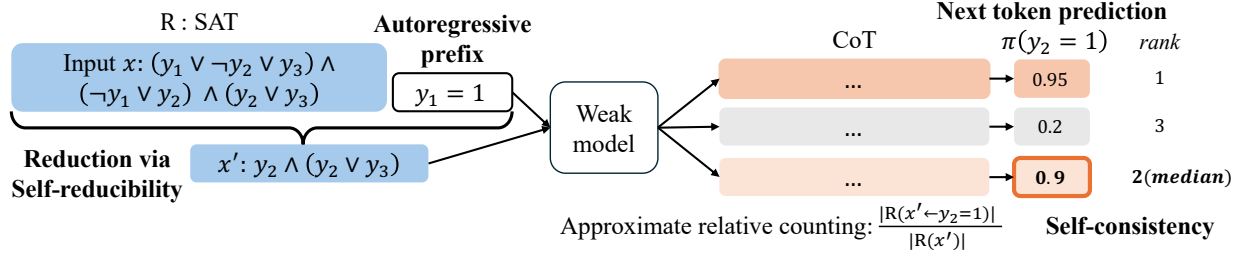 R : SAT
Input x: (y₁ ∨ ¬y₂ ∨ y₃) ∧
(¬y₁ ∨ y₂) ∧ (y₂ ∨ y₃)
Autoregressive
prefix
y₁ = 1
Reduction via
Self-reducibility
x′: y₂ ∧ (y₂ ∨ y₃)
Weak
model
CoT
Next token prediction
π(y₂ = 1)
rank
...
0.95
1
...
0.2
3
...
0.9
2(median)
Approximate relative counting: |R(x′←y₂=1)| / |R(x′)|
Self-consistency